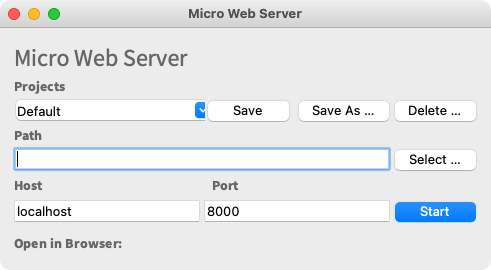 Micro Web Server
Micro Web Server
Projects
Default Save Save As ... Delete ...
Path
Select ...
Host Port
localhost 8000 Start
Open in Browser: